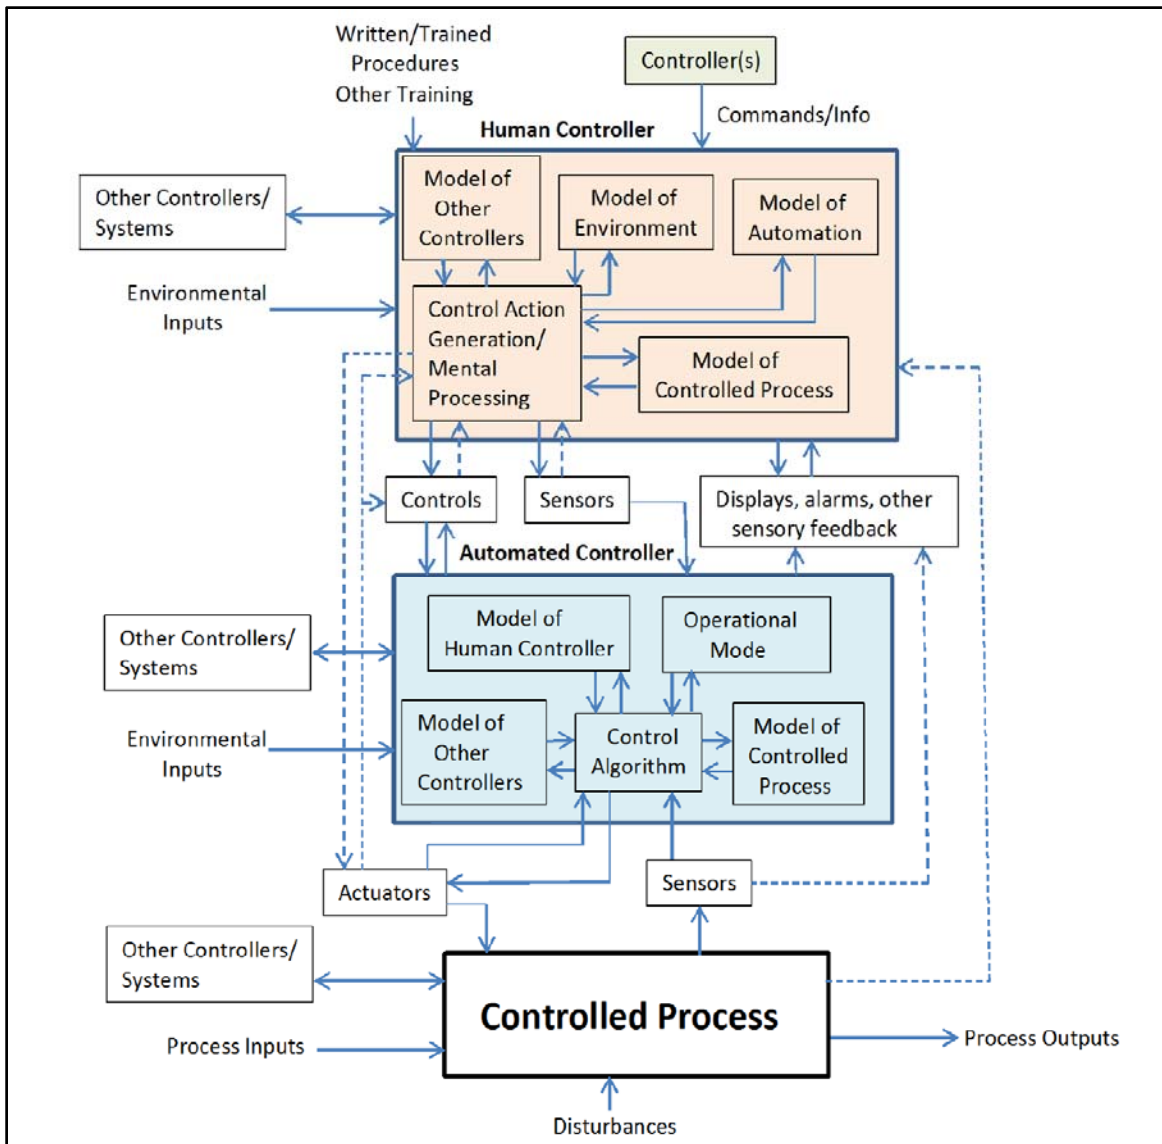 Written/Trained
Procedures
Other Training
Controller(s)
Commands/Info
Human Controller
Other Controllers/
Systems
Model of
Other
Controllers
Model of
Environment
Model of
Automation
Environmental
Inputs
Control Action
Generation/
Mental
Processing
Model of
Controlled Process
Controls
Sensors
Displays, alarms, other
sensory feedback
Automated Controller
Other Controllers/
Systems
Model of
Human Controller
Operational
Mode
Environmental
Inputs
Model of
Other
Controllers
Control
Algorithm
Model of
Controlled
Process
Actuators
Sensors
Other Controllers/
Systems
Controlled Process
Process Inputs
Process Outputs
Disturbances